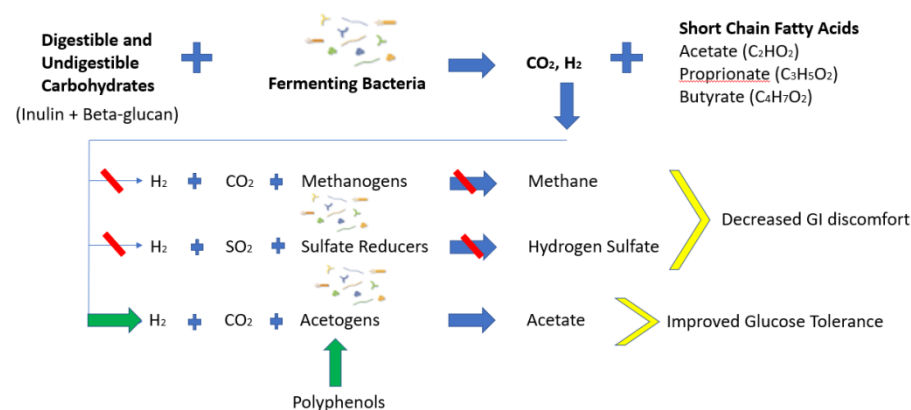 Digestible and
Undigestible
Carbohydrates
(Inulin + Beta-glucan)
Fermenting Bacteria
CO₂, H₂
Short Chain Fatty Acids
Acetate (C₂HO₂)
Proprionate (C₃H₅O₂)
Butyrate (C₄H₇O₂)
H₂ CO₂ Methanogens Methane
H₂ SO₂ Sulfate Reducers Hydrogen Sulfate
Decreased GI discomfort
H₂ CO₂ Acetogens Acetate Improved Glucose Tolerance
Polyphenols